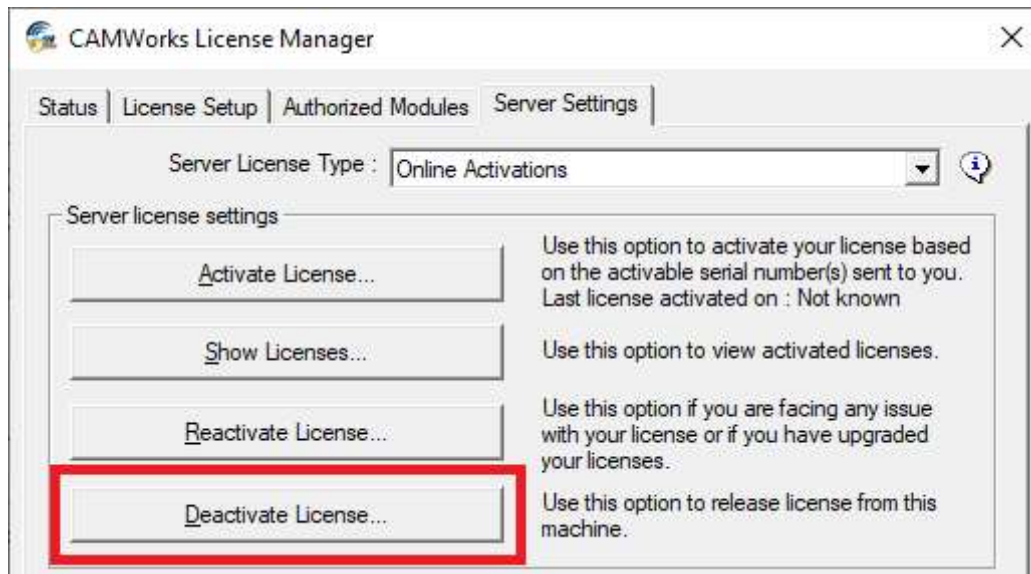 CAMWorks License Manager
Status
License Setup
Authorized Modules
Server Settings
Server License Type :
Online Activations
Server license settings
Activate License...
Use this option to activate your license based
on the activable serial number(s) sent to you.
Last license activated on : Not known
Show Licenses...
Use this option to view activated licenses.
Reactivate License...
Use this option if you are facing any issue
with your license or if you have upgraded
your licenses.
Deactivate License...
Use this option to release license from this
machine.